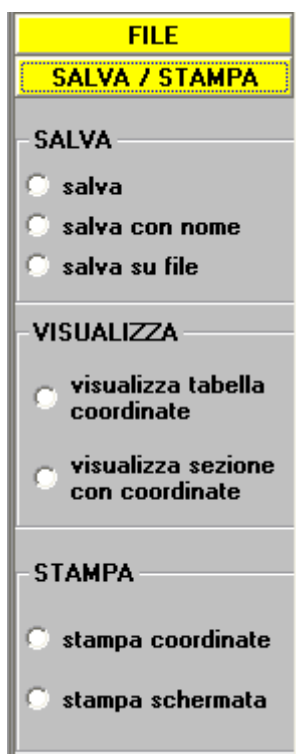 FILE
SALVA / STAMPA
SALVA
salva
salva con nome
salva su file
VISUALIZZA
visualizza tabella
coordinate
visualizza sezione
con coordinate
STAMPA
stampa coordinate
stampa schermata